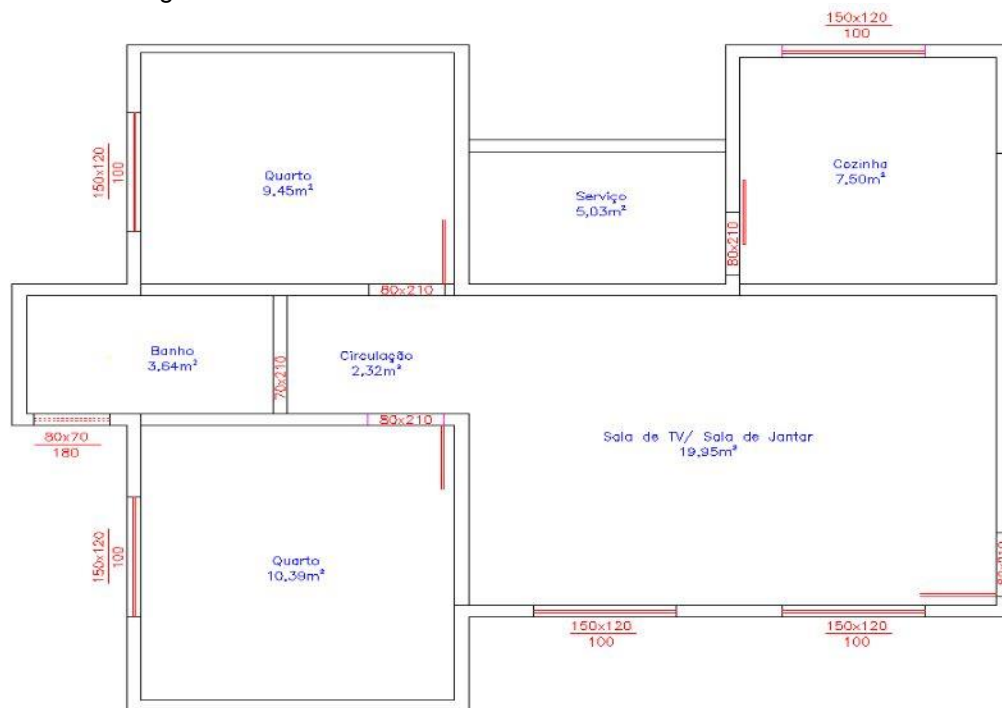 150x120
100
Quarto
9.45m²
150x120
100
Cozinha
7.50m²
Serviço
5,03m²
80x210
80x210
Banho
3,64m²
70x210
Circulação
2,32m²
80x210
80x70
180
Sala de TV/ Sala de Jantar
19,95m²
150x120
100
Quarto
10,39m²
150x120
100
150x120
100